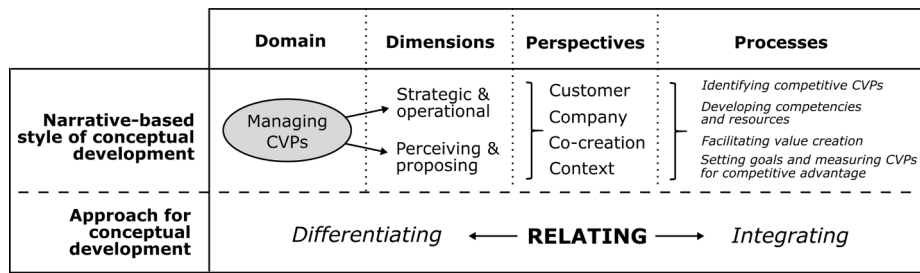 Domain
Dimensions
Perspectives
Processes
Narrative-based
style of conceptual
development
Managing
CVPs
Strategic &
operational
Perceiving &
proposing
Customer
Company
Co-creation
Context
Identifying competitive CVPs
Developing competencies
and resources
Facilitating value creation
Setting goals and measuring CVPs
for competitive advantage
Approach for
conceptual
development
Differentiating
RELATING
Integrating